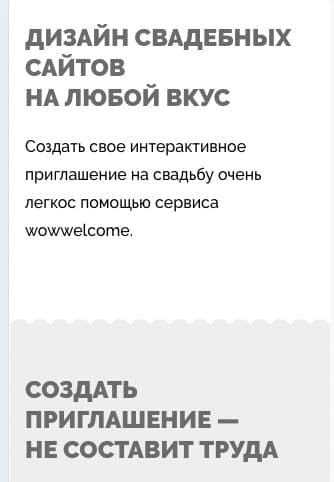 ДИЗАЙН СВАДЕБНЫХ
САЙТОВ
НА ЛЮБОЙ ВКУС
Создать свое интерактивное
приглашение на свадьбу очень
легкос помощью сервиса
wowwelcome.
СОЗДАТЬ
ПРИГЛАШЕНИЕ —
НЕ СОСТАВИТ ТРУДА